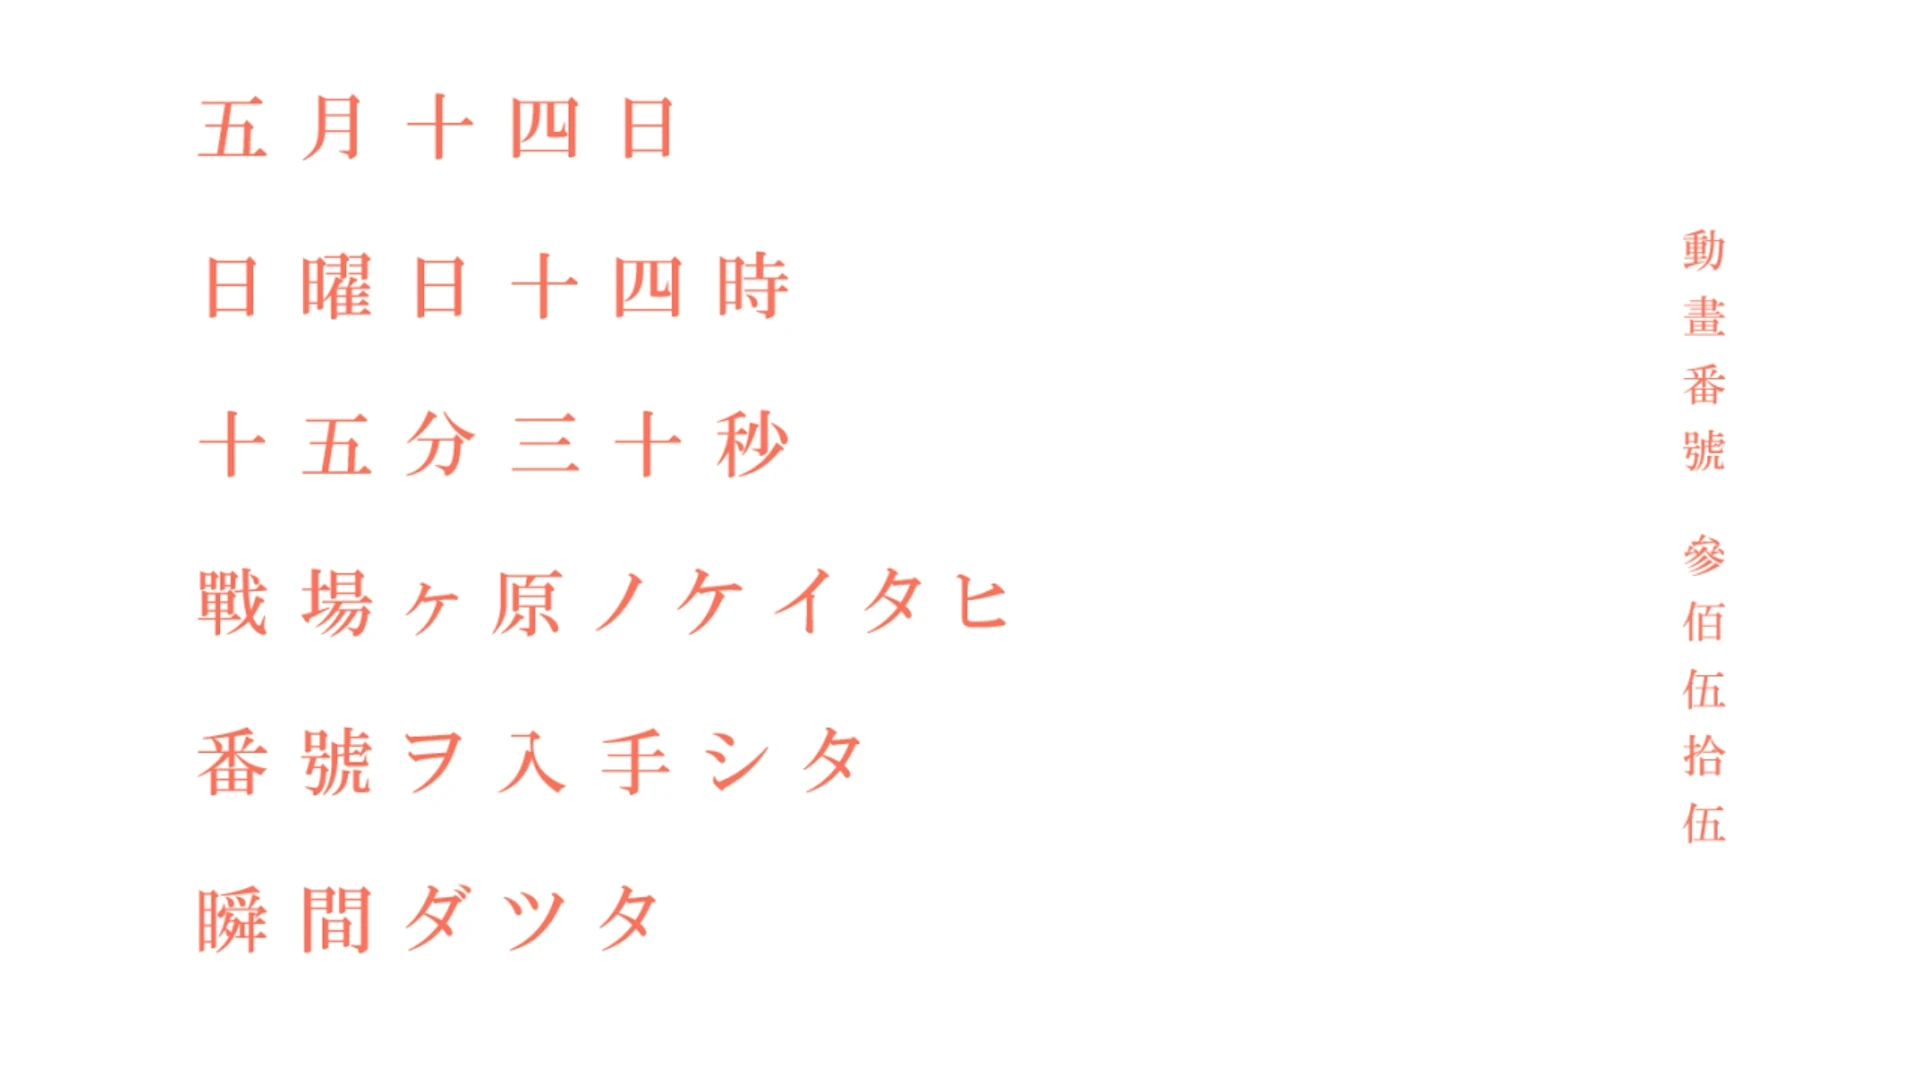 五月十四日
日曜日十四時
十五分三十秒
戰場ヶ原ノケイタヒ
番號ヲ入手シタ
瞬間ダツタ
動畫番號 參佰伍拾伍